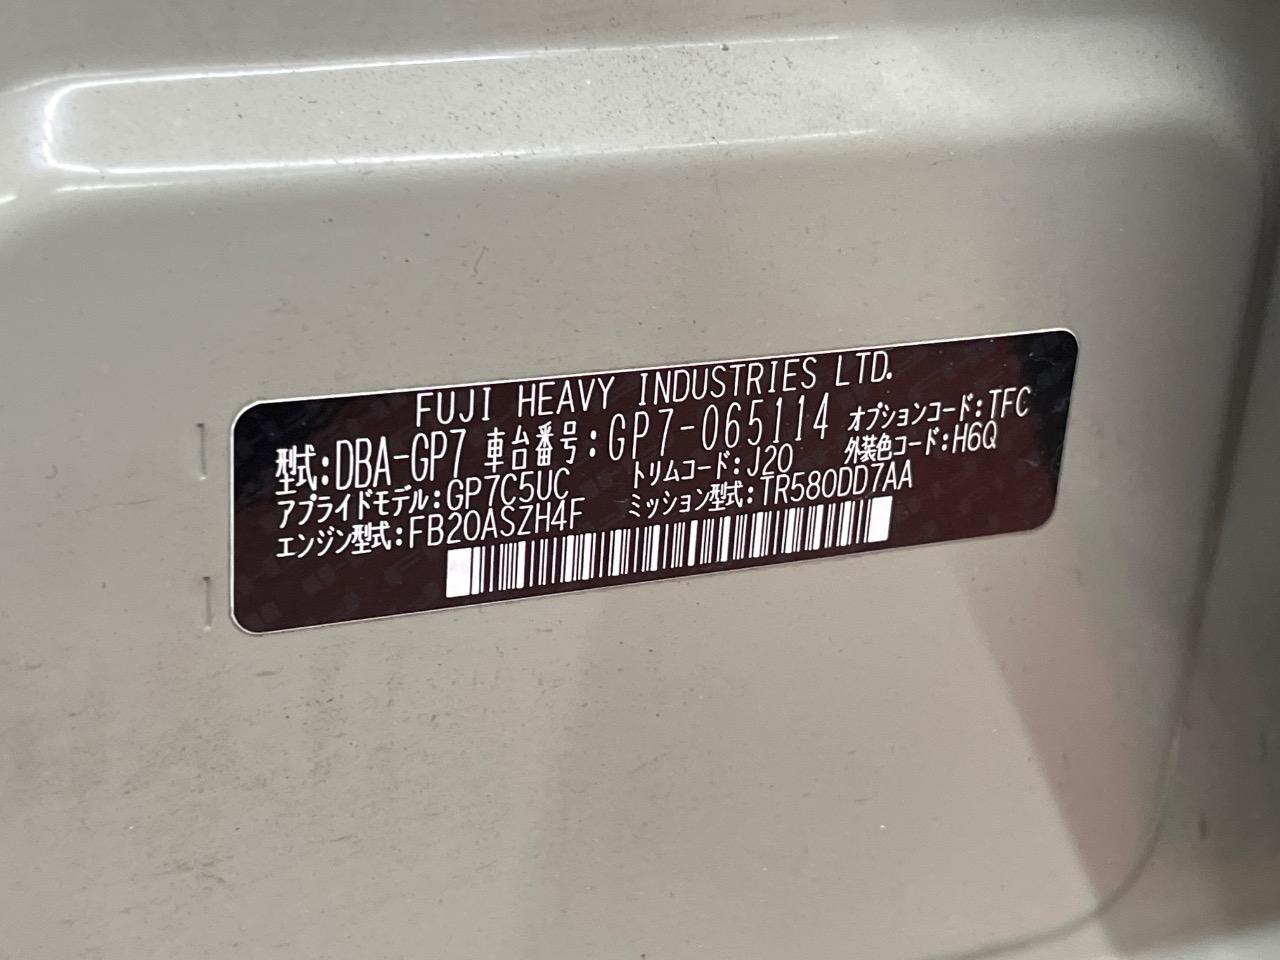 FUJI HEAVY INDUSTRIES LTD.
型式:DBA-GP7 車台番号:GP7-065114 オプションコード:TFC
アプライドモデル:GP7C5UC トリムコード:J20 外装色コード:H6Q
エンジン型式:FB20ASZH4F ミッション型式:TR580DD7AA